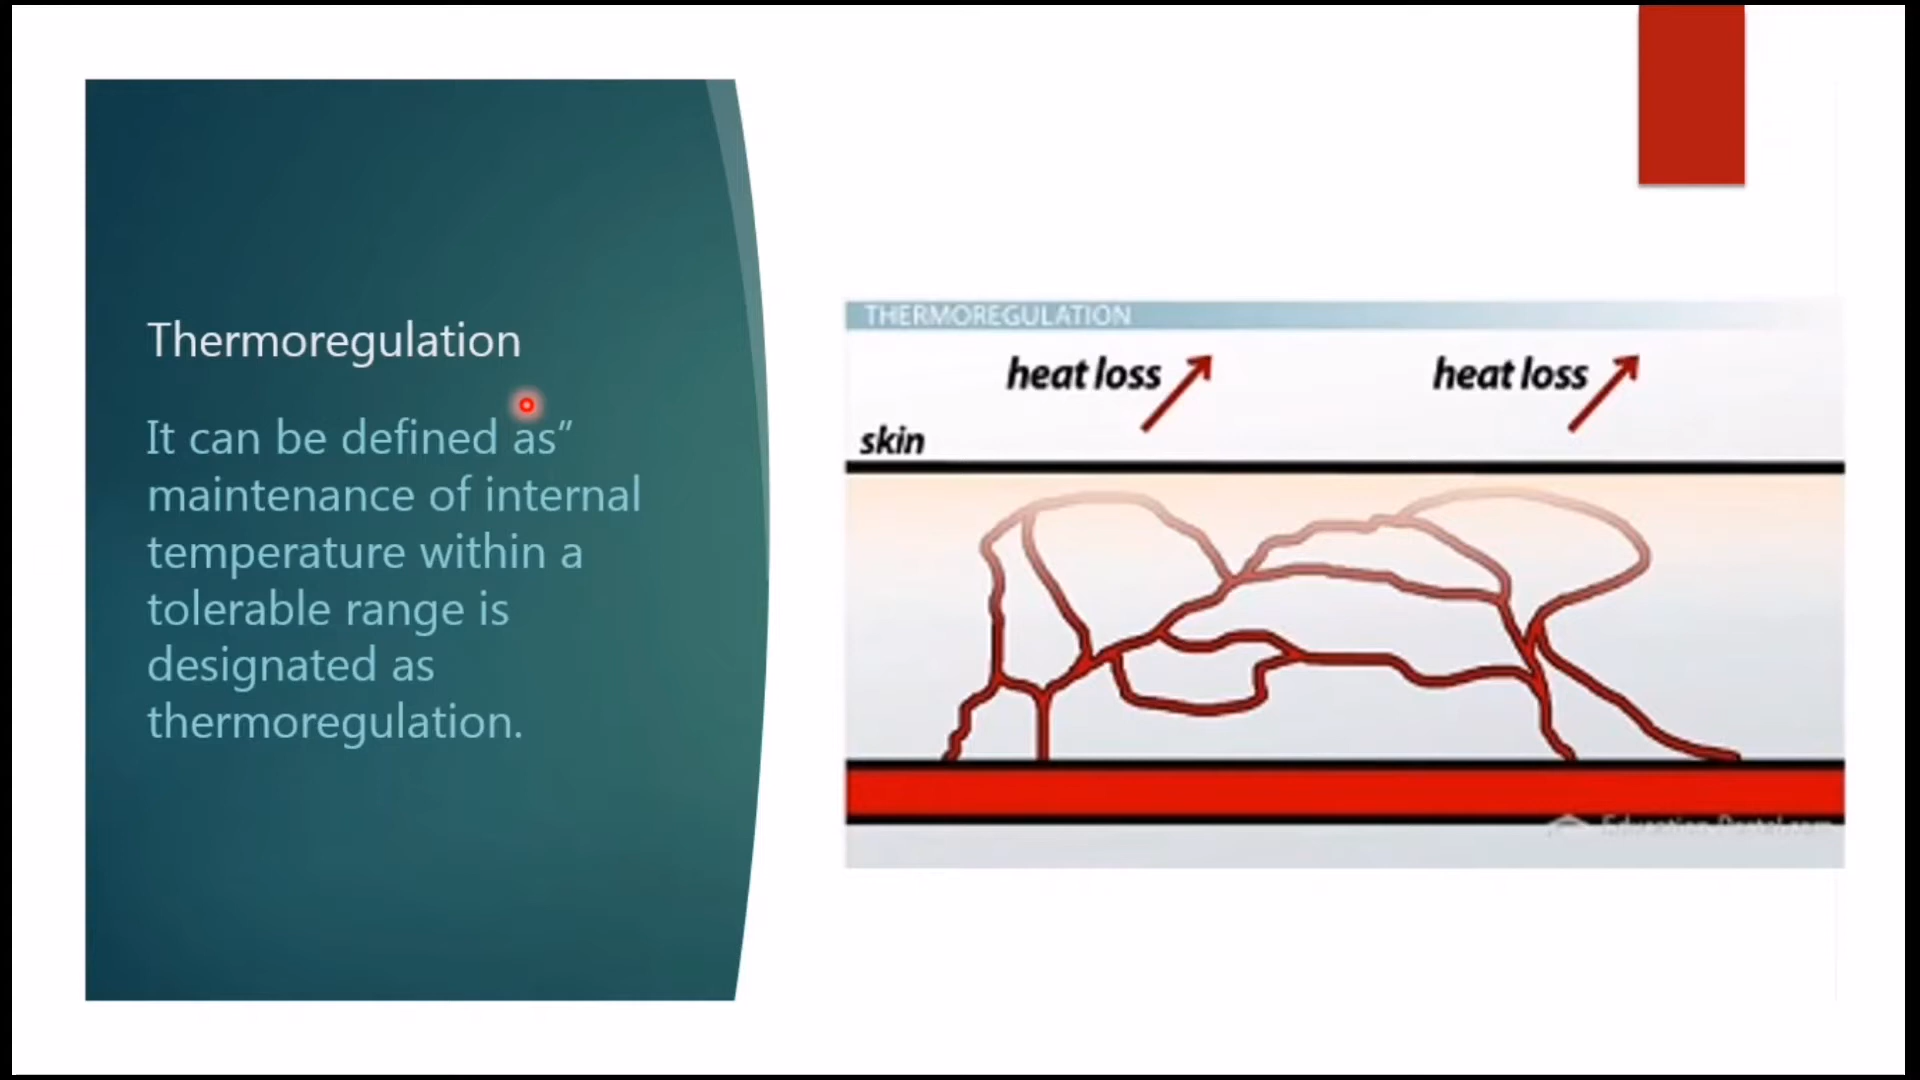 Thermoregulation
It can be defined as”
maintenance of internal
temperature within a
tolerable range is
designated as
thermoregulation.
THERMOREGULATION
heat loss
heat loss
skin